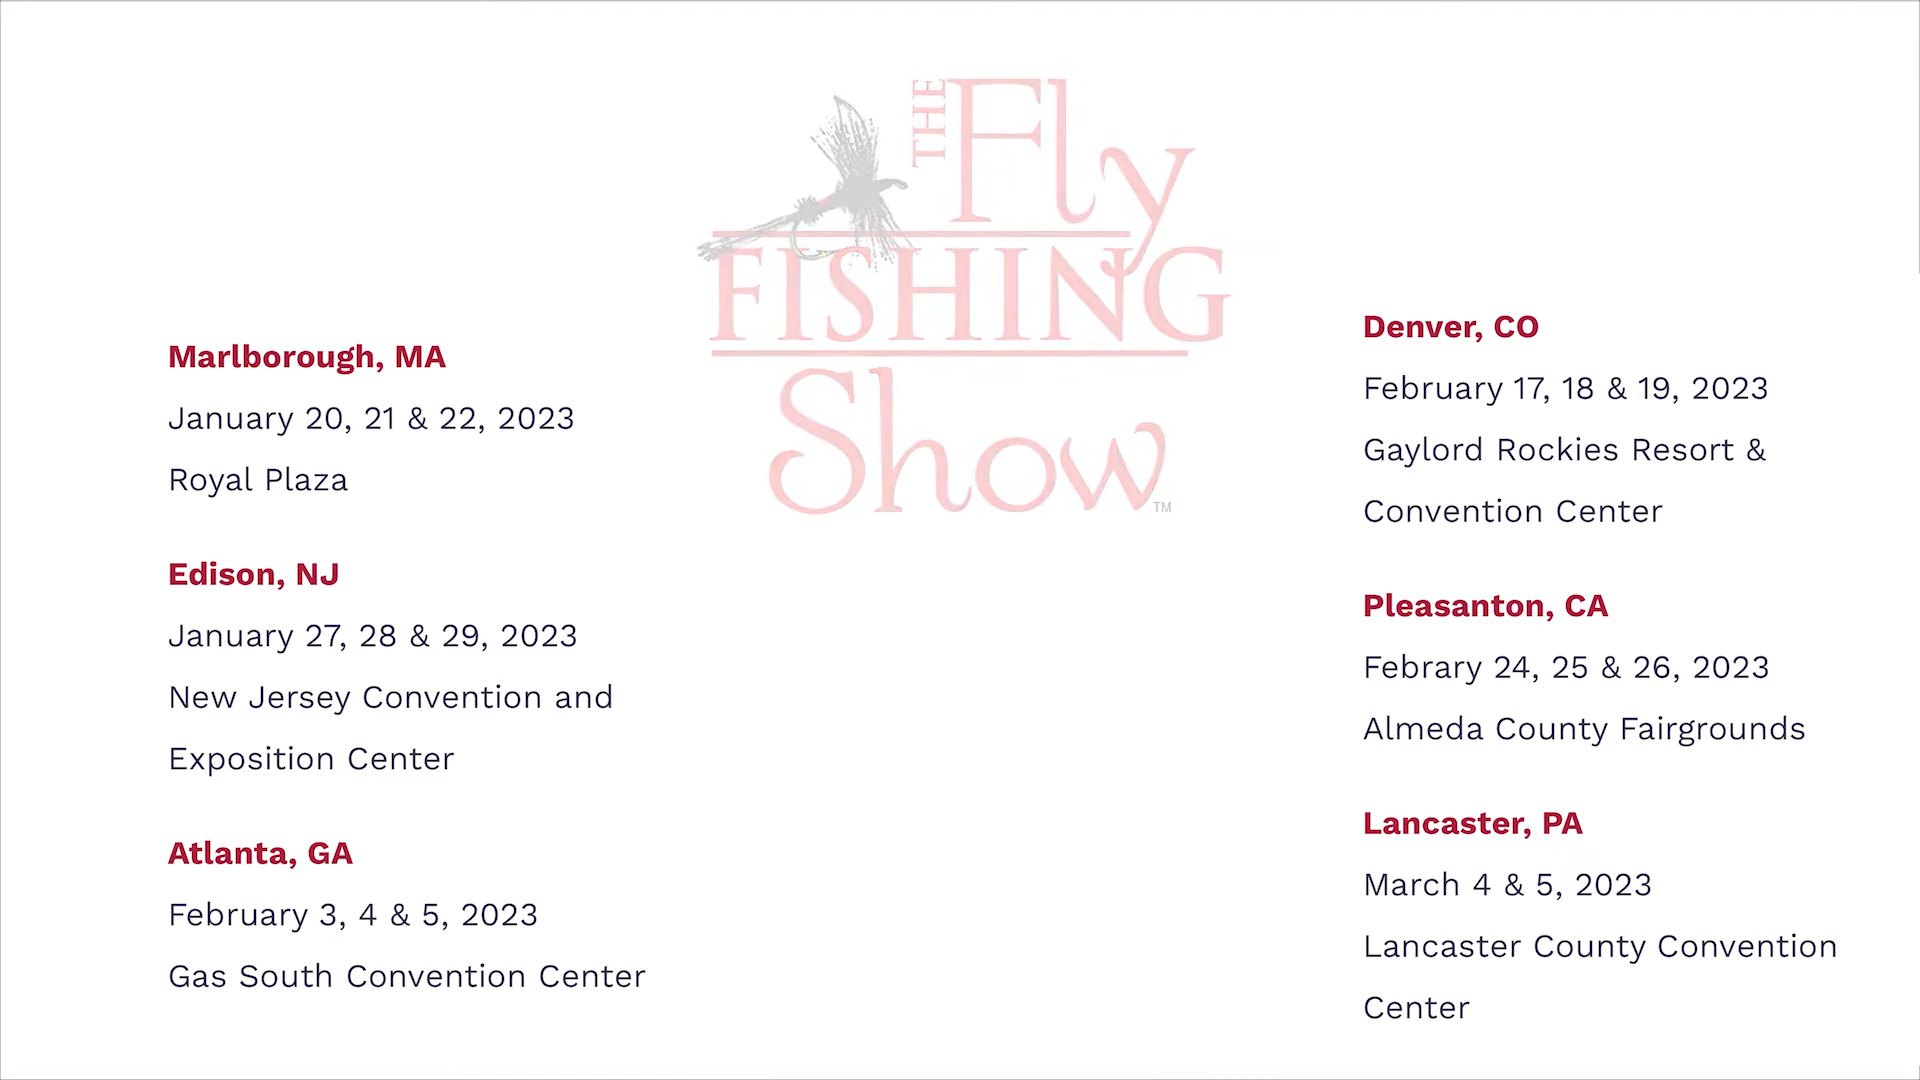 THE Fly
FISHING
Show™
Marlborough, MA
January 20, 21 & 22, 2023
Royal Plaza
Edison, NJ
January 27, 28 & 29, 2023
New Jersey Convention and
Exposition Center
Atlanta, GA
February 3, 4 & 5, 2023
Gas South Convention Center
Denver, CO
February 17, 18 & 19, 2023
Gaylord Rockies Resort &
Convention Center
Pleasanton, CA
Febrary 24, 25 & 26, 2023
Almeda County Fairgrounds
Lancaster, PA
March 4 & 5, 2023
Lancaster County Convention
Center